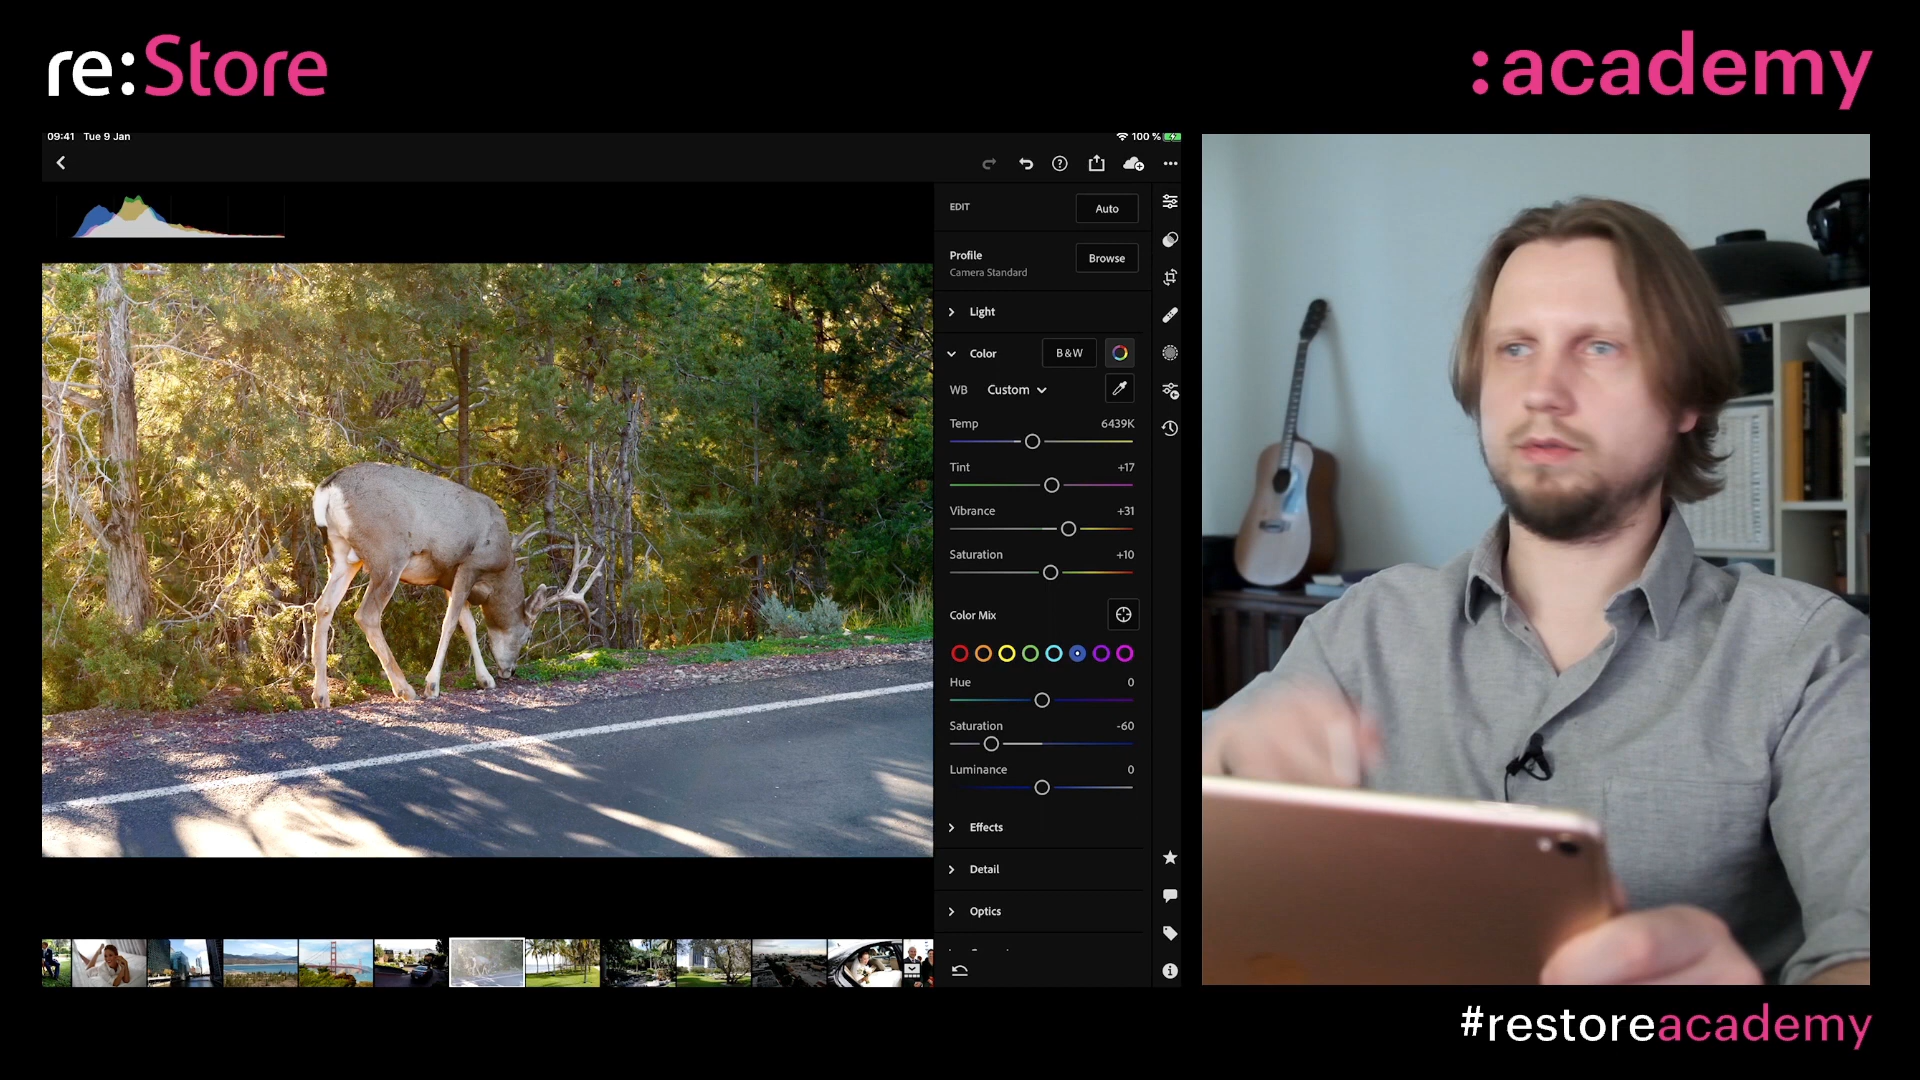 re:Store
:academy
09:41 Tue 9 Jan
100 %
EDIT
Auto
Profile
Camera Standard
Browse
Light
Color
B&W
WB
Custom
Temp
6439K
Tint
+17
Vibrance
+31
Saturation
+10
Color Mix
Hue
0
Saturation
-60
Luminance
0
Effects
Detail
Optics
#restoreacademy